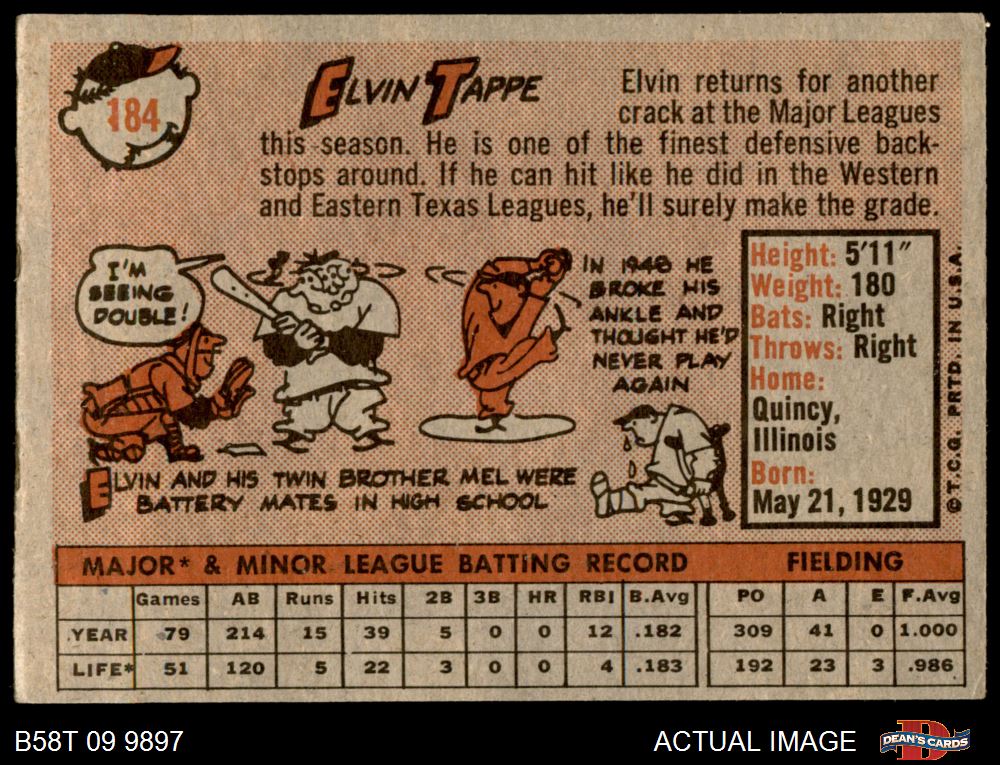 184
ELVIN TAPPE
Elvin returns for another
crack at the Major Leagues
this season. He is one of the finest defensive back-
stops around. If he can hit like he did in the Western
and Eastern Texas Leagues, he'll surely make the grade.
I'M
SEEING
DOUBLE!
ELVIN AND HIS TWIN BROTHER MEL WERE
BATTERY MATES IN HIGH SCHOOL
IN 1948 HE
BROKE HIS
ANKLE AND
THOUGHT HE'D
NEVER PLAY
AGAIN
Height: 5'11"
Weight: 180
Bats: Right
Throws: Right
Home:
Quincy,
Illinois
Born:
May 21, 1929
© T.C.G. PRTD. IN U.S.A.
MAJOR* & MINOR LEAGUE BATTING RECORD FIELDING
Games AB Runs Hits 2B 3B HR RBI B.Avg PO A E F.Avg
YEAR 79 214 15 39 5 0 0 12 .182 309 41 0 1.000
LIFE* 51 120 5 22 3 0 0 4 .183 192 23 3 .986
B58T 09 9897 ACTUAL IMAGE DEAN'S CARDS